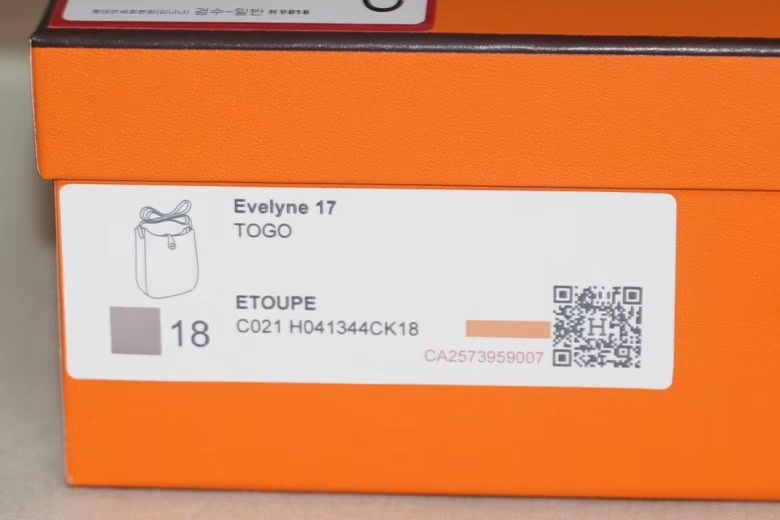 Evelyne 17
TOGO
ETOUPE
18
C021 H041344CK18
CA2573959007
H